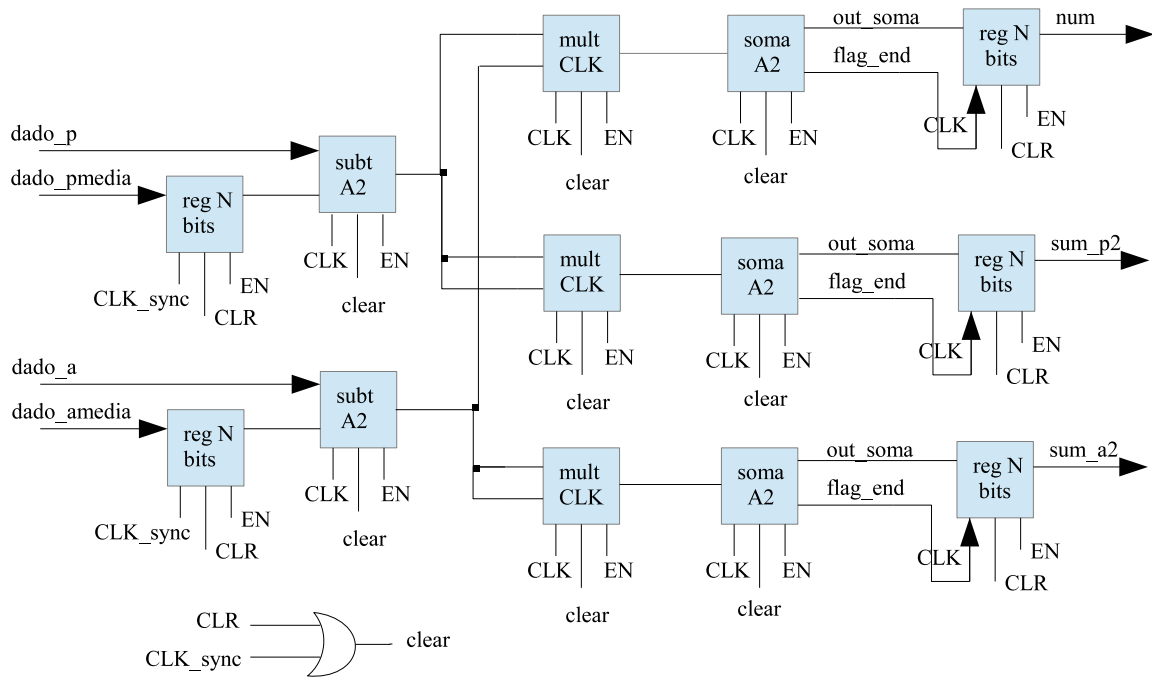 out_soma
num
mult
CLK
soma
A2
reg N
bits
flag_end
CLK
EN
CLK
EN
CLK
EN
CLR
clear
clear
dado_p
subt
A2
dado_pmedia
reg N
bits
CLK
EN
clear
CLK_sync
EN
CLR
out_soma
sum_p2
mult
CLK
soma
A2
reg N
bits
flag_end
CLK
EN
CLK
EN
CLK
EN
CLR
clear
clear
dado_a
subt
A2
dado_amedia
reg N
bits
CLK
EN
clear
CLK_sync
EN
CLR
out_soma
sum_a2
mult
CLK
soma
A2
reg N
bits
flag_end
CLK
EN
CLK
EN
CLK
EN
CLR
clear
clear
CLR
CLK_sync
clear